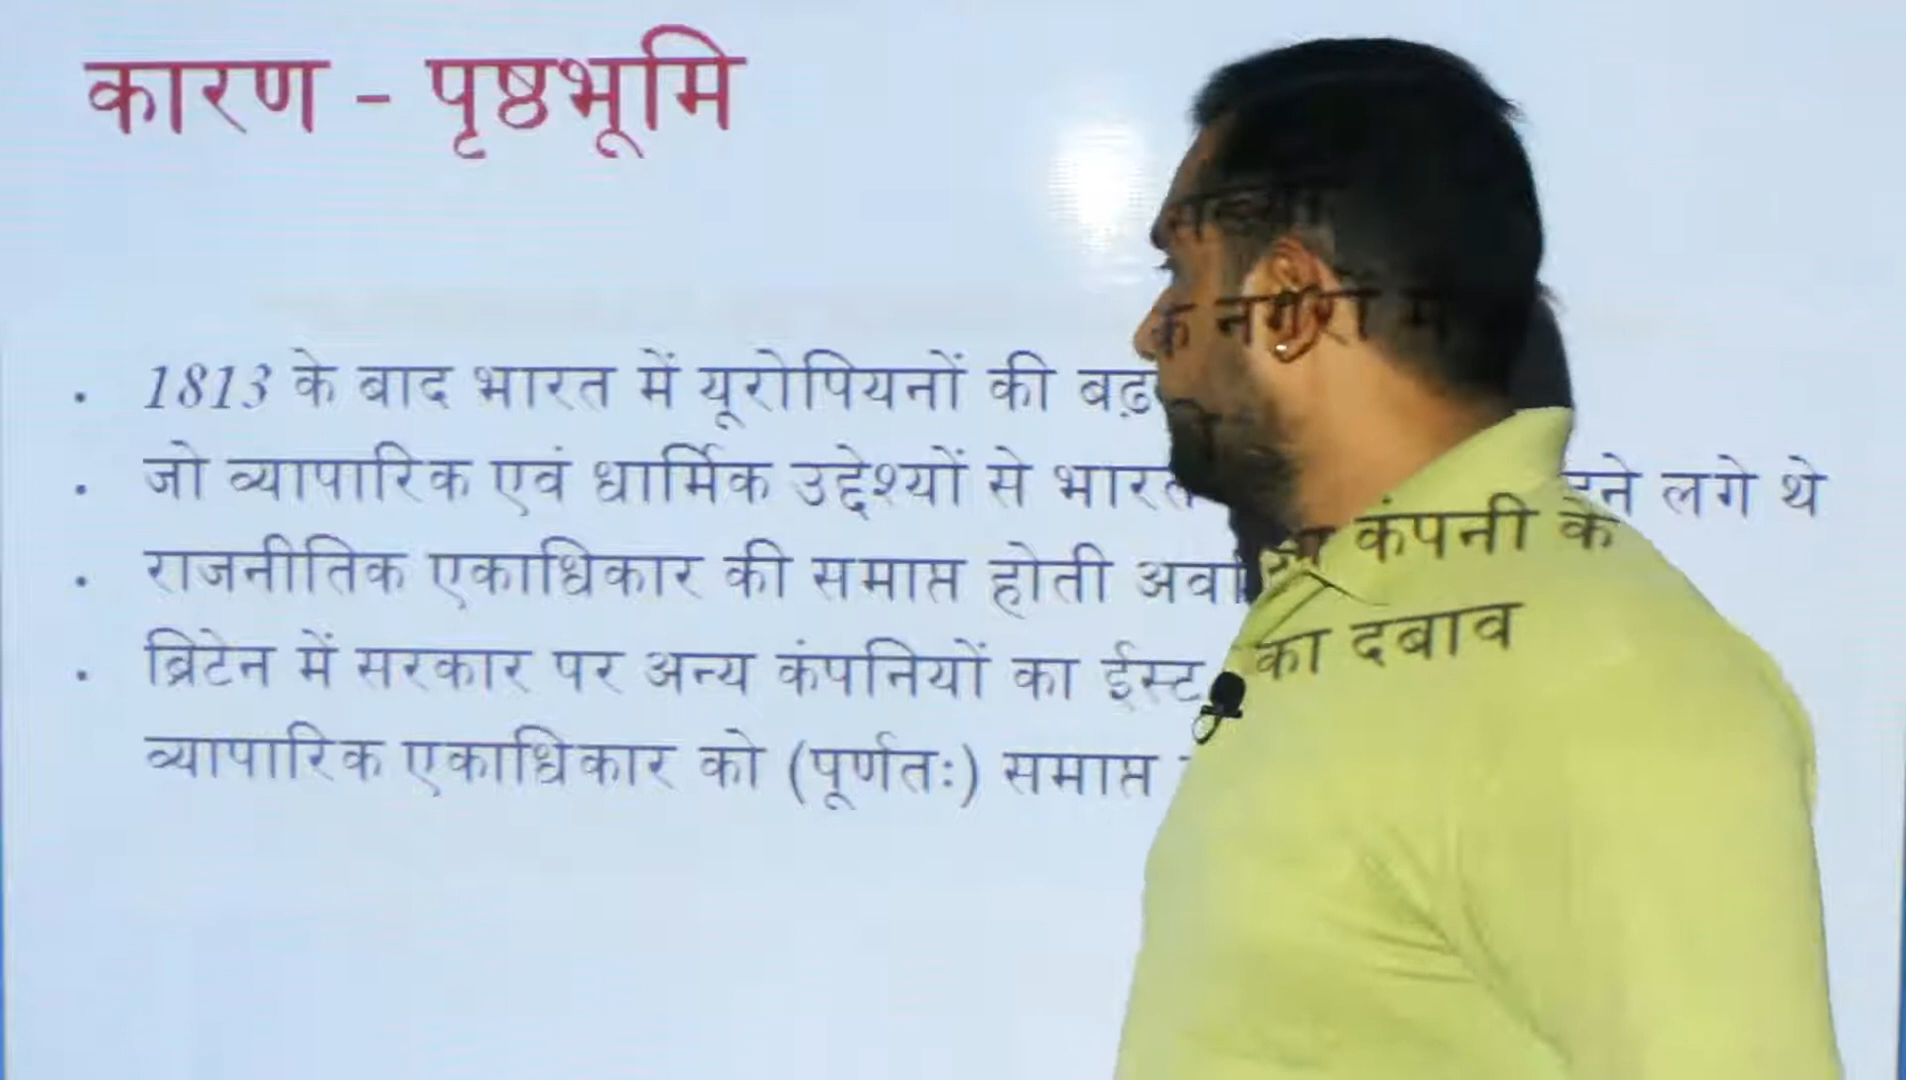 कारण - पृष्ठभूमि
. 1813 के बाद भारत में यूरोपियनों की
. जो व्यापारिक एवं धार्मिक उद्देश्यों से भारत लगे थे
. राजनीतिक एकाधिकार की समाप्त होती
. ब्रिटेन में सरकार पर अन्य कंपनियों का ईस्ट कंपनी के
व्यापारिक एकाधिकार को (पूर्णतः) समाप्त का दबाव